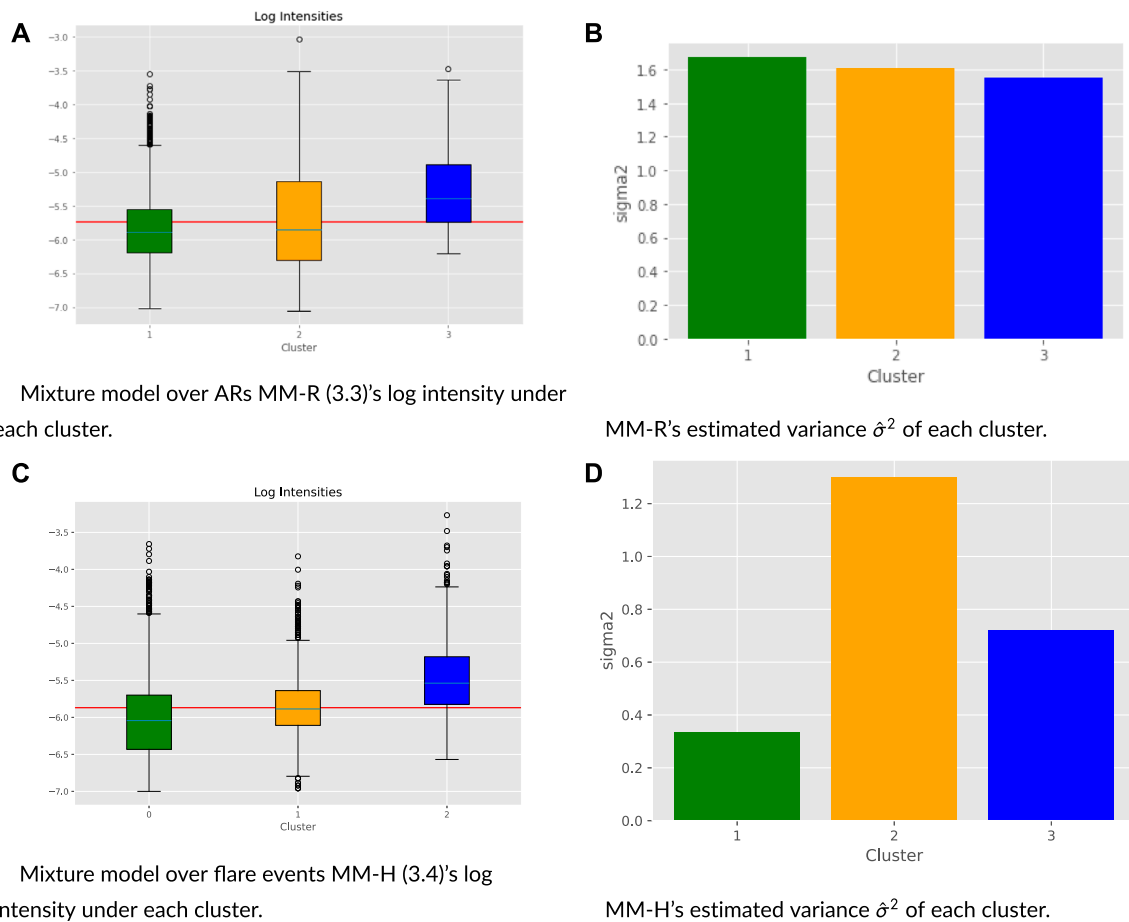 A
Log Intensities
−3.0
−3.5
−4.0
−4.5
−5.0
−5.5
−6.0
−6.5
−7.0
1 2 3
Cluster
Mixture model over ARs MM-R (3.3)’s log intensity under
each cluster.
B
1.6
1.4
1.2
1.0
0.8
0.6
0.4
0.2
0.0
sigma2
1 2 3
Cluster
MM-R’s estimated variance σ̂² of each cluster.
C
Log Intensities
−3.5
−4.0
−4.5
−5.0
−5.5
−6.0
−6.5
−7.0
0 1 2
Cluster
Mixture model over flare events MM-H (3.4)’s log
ntensity under each cluster.
D
1.2
1.0
0.8
0.6
0.4
0.2
0.0
sigma2
1 2 3
Cluster
MM-H’s estimated variance σ̂² of each cluster.